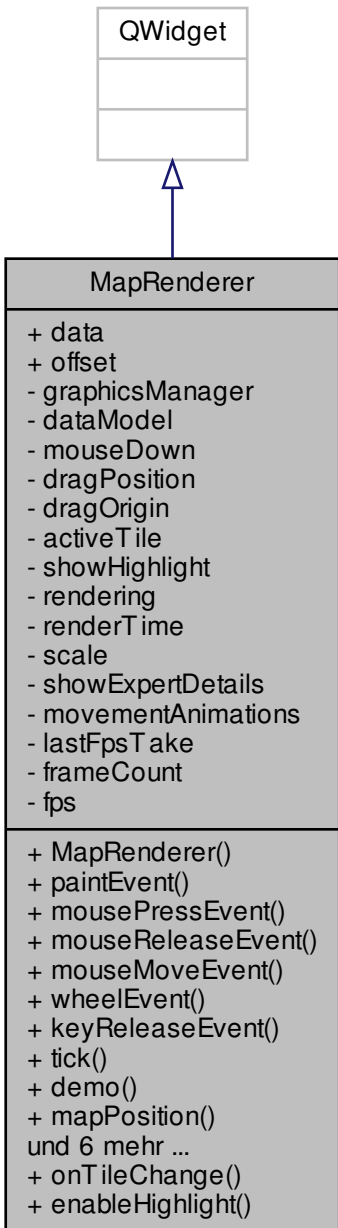 QWidget
MapRenderer
+ data
+ offset
- graphicsManager
- dataModel
- mouseDown
- dragPosition
- dragOrigin
- activeTile
- showHighlight
- rendering
- renderTime
- scale
- showExpertDetails
- movementAnimations
- lastFpsTake
- frameCount
- fps
+ MapRenderer()
+ paintEvent()
+ mousePressEvent()
+ mouseReleaseEvent()
+ mouseMoveEvent()
+ wheelEvent()
+ keyReleaseEvent()
+ tick()
+ demo()
+ mapPosition()
und 6 mehr ...
+ onTileChange()
+ enableHighlight()